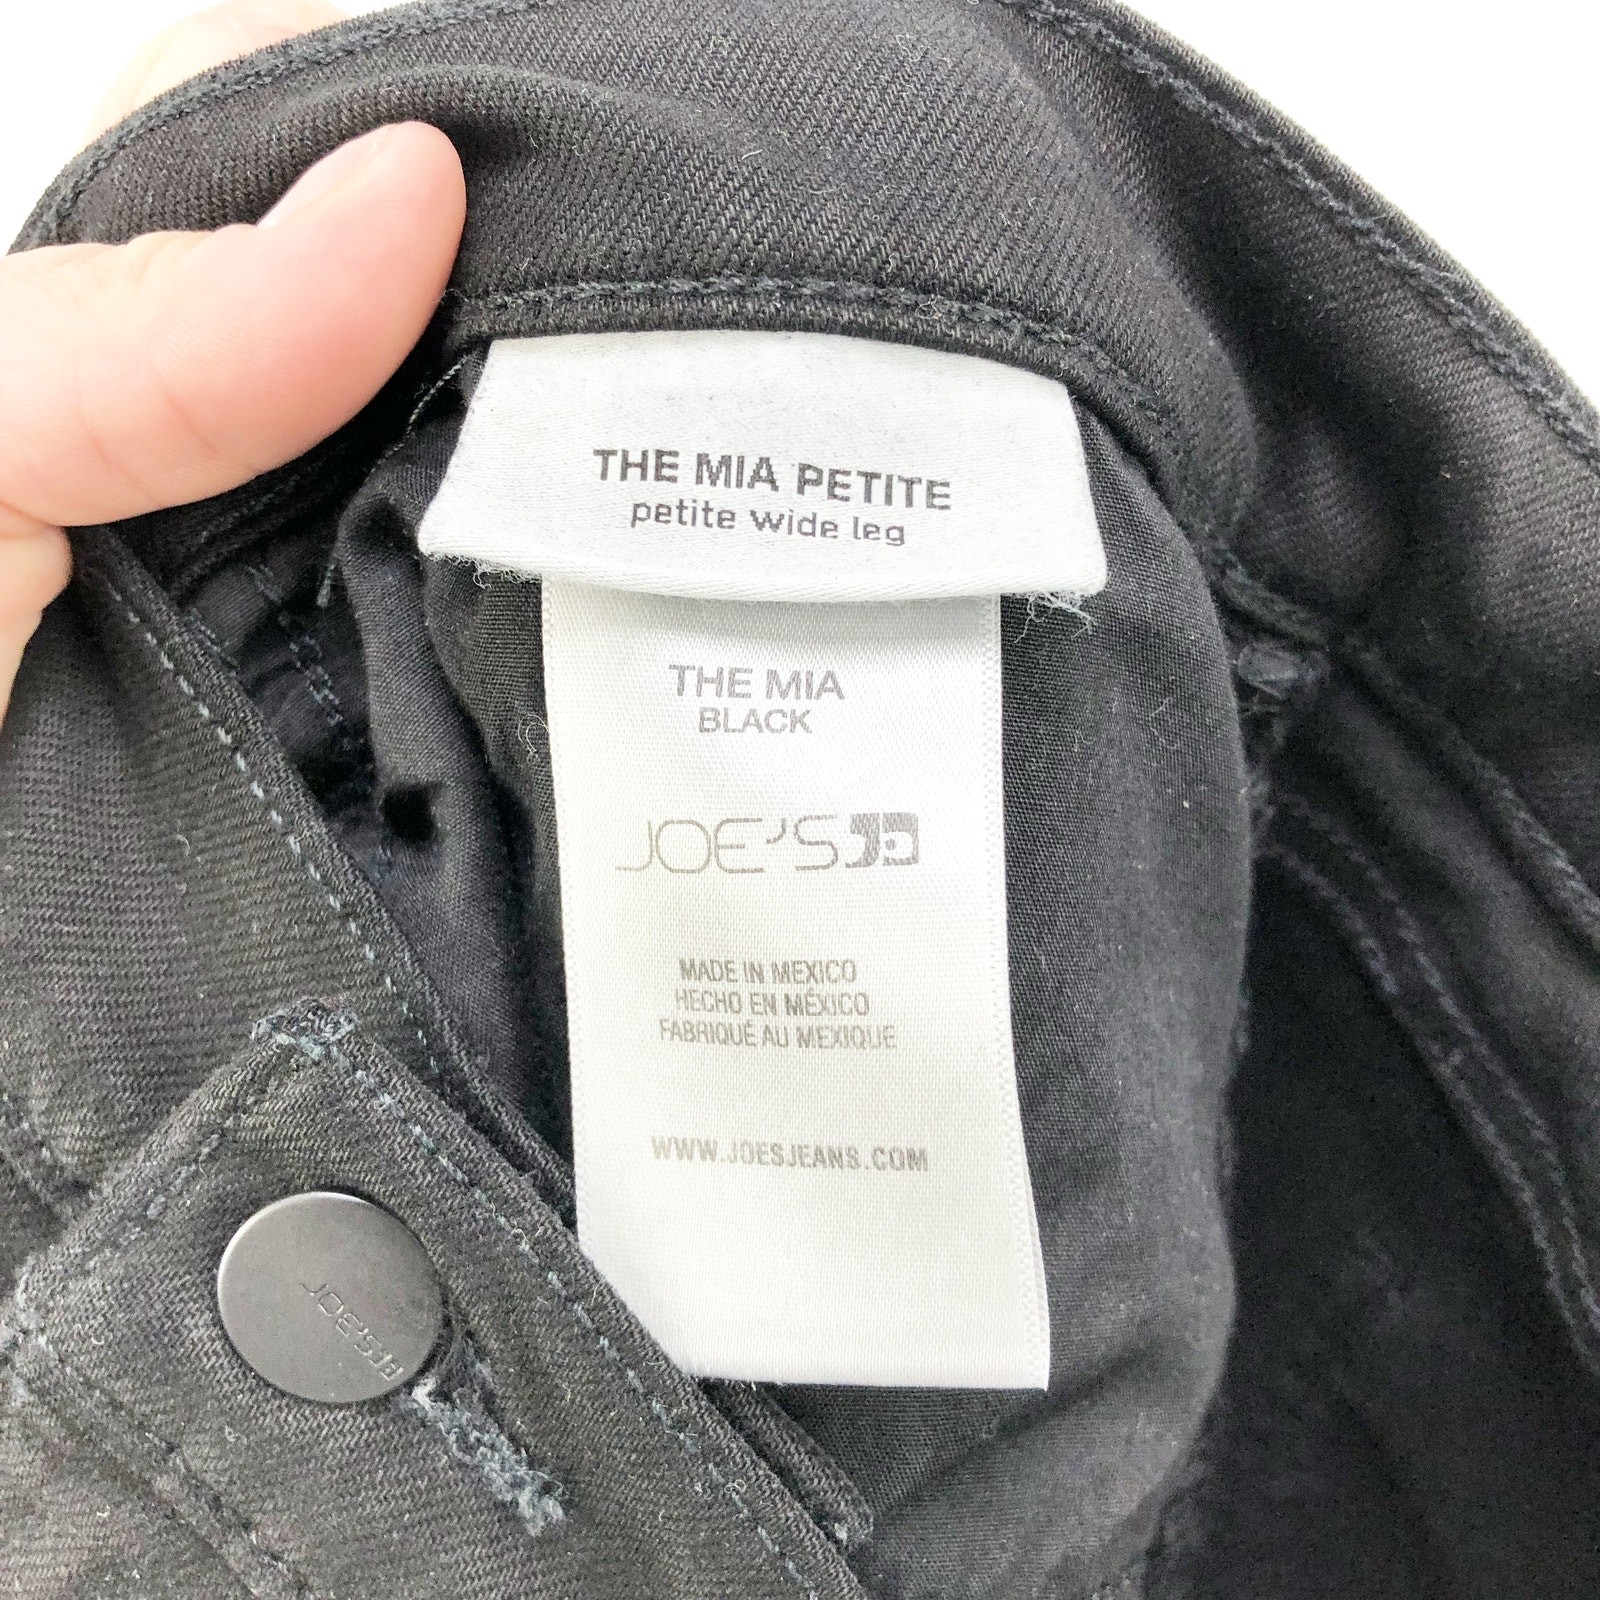 THE MIA PETITE
petite wide leg
THE MIA
BLACK
JOE'S
MADE IN MEXICO
HECHO EN MÉXICO
FABRIQUÉ AU MEXIQUE
WWW.JOESJEANS.COM
JOE'S